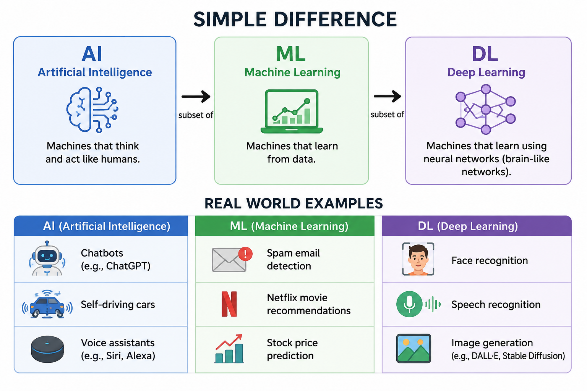 SIMPLE DIFFERENCE
AI
Artificial Intelligence
Machines that think
and act like humans.
subset of
ML
Machine Learning
Machines that learn
from data.
subset of
DL
Deep Learning
Machines that learn using
neural networks (brain-like
networks).
REAL WORLD EXAMPLES
AI (Artificial Intelligence)
ML (Machine Learning)
DL (Deep Learning)
Chatbots
(e.g., ChatGPT)
Spam email
detection
Face recognition
Self-driving cars
N
Netflix movie
recommendations
Speech recognition
Voice assistants
(e.g., Siri, Alexa)
Stock price
prediction
Image generation
(e.g., DALL·E, Stable Diffusion)